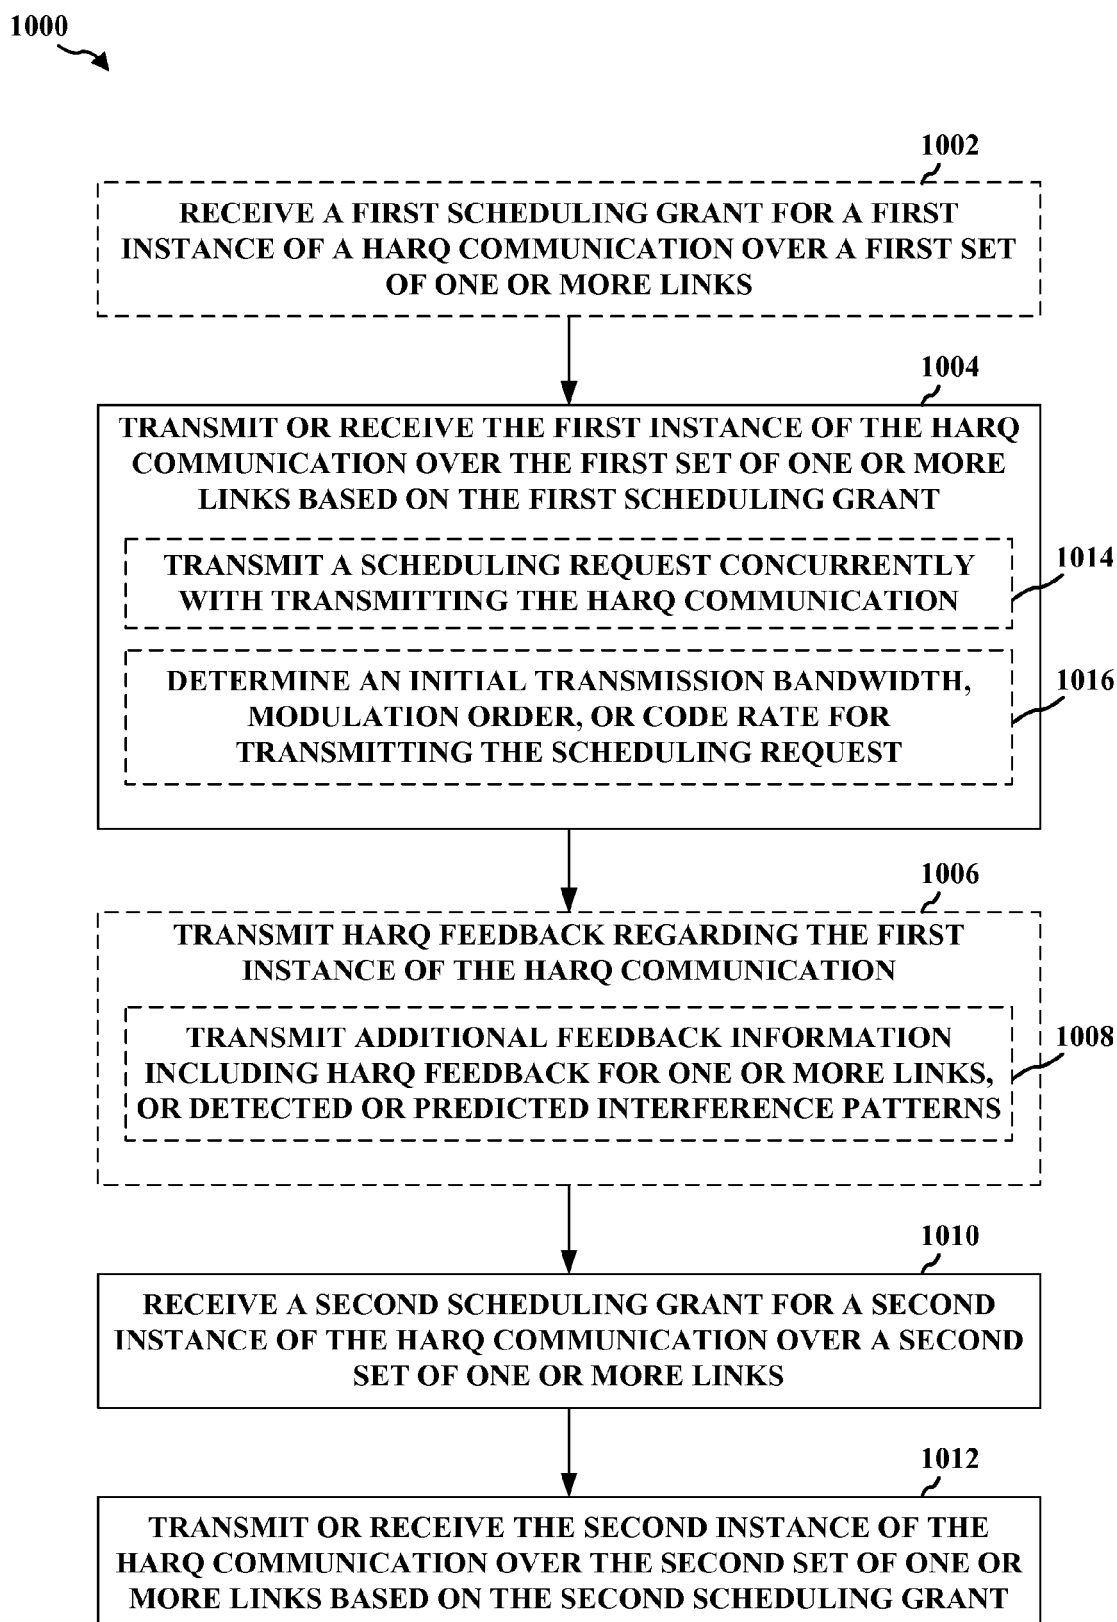 1000
1002
RECEIVE A FIRST SCHEDULING GRANT FOR A FIRST
INSTANCE OF A HARQ COMMUNICATION OVER A FIRST SET
OF ONE OR MORE LINKS
1004
TRANSMIT OR RECEIVE THE FIRST INSTANCE OF THE HARQ
COMMUNICATION OVER THE FIRST SET OF ONE OR MORE
LINKS BASED ON THE FIRST SCHEDULING GRANT
1014
TRANSMIT A SCHEDULING REQUEST CONCURRENTLY
WITH TRANSMITTING THE HARQ COMMUNICATION
1016
DETERMINE AN INITIAL TRANSMISSION BANDWIDTH,
MODULATION ORDER, OR CODE RATE FOR
TRANSMITTING THE SCHEDULING REQUEST
1006
TRANSMIT HARQ FEEDBACK REGARDING THE FIRST
INSTANCE OF THE HARQ COMMUNICATION
1008
TRANSMIT ADDITIONAL FEEDBACK INFORMATION
INCLUDING HARQ FEEDBACK FOR ONE OR MORE LINKS,
OR DETECTED OR PREDICTED INTERFERENCE PATTERNS
1010
RECEIVE A SECOND SCHEDULING GRANT FOR A SECOND
INSTANCE OF THE HARQ COMMUNICATION OVER A SECOND
SET OF ONE OR MORE LINKS
1012
TRANSMIT OR RECEIVE THE SECOND INSTANCE OF THE
HARQ COMMUNICATION OVER THE SECOND SET OF ONE OR
MORE LINKS BASED ON THE SECOND SCHEDULING GRANT